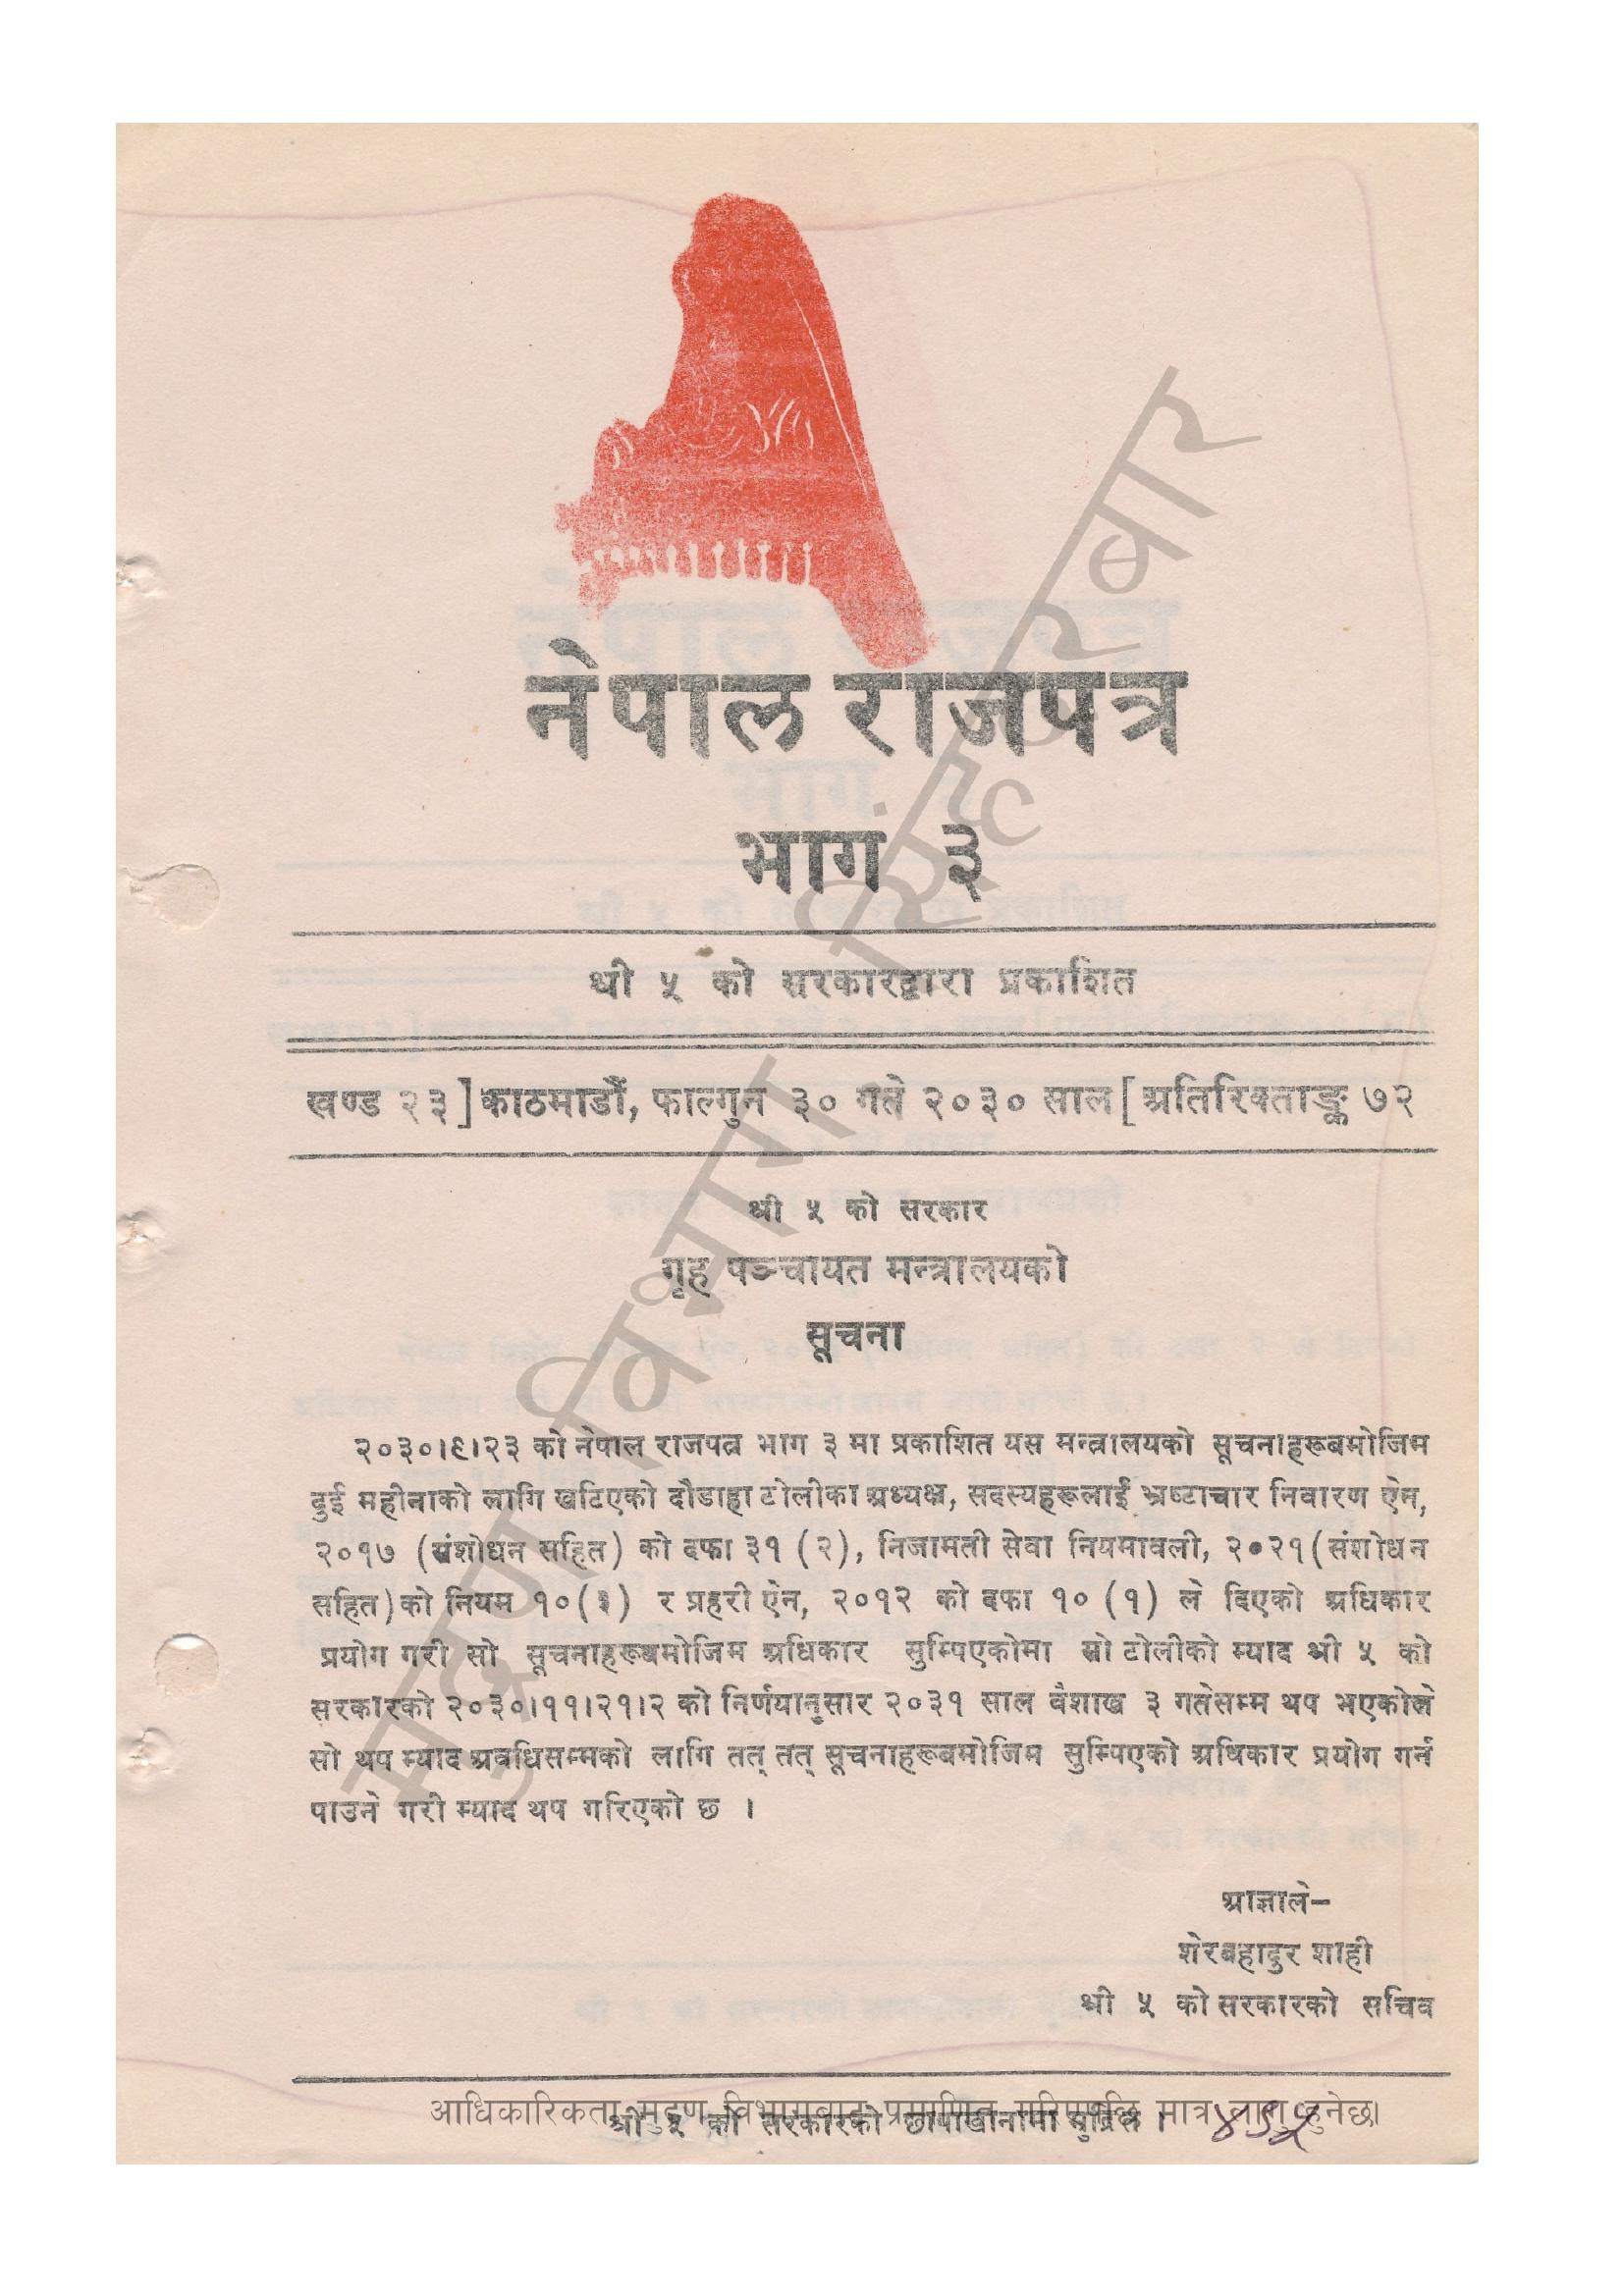 नेपाल राजपत्र
भाग ३
श्री ५ को सरकारद्वारा प्रकाशित
खण्ड २३] काठमाडौं, फाल्गुन ३० गते २०३० साल [ अतिरिक्ताङ्क ७२
श्री ५ को सरकार
गृह पञ्चायत मन्त्रालयको
सूचना
२०३०।९।२३ को नेपाल राजपत्र भाग ३ मा प्रकाशित यस मन्त्रालयको सूचनाहरूबमोजिम
दुई महीनाको लागि खटिएको दौडाहा टोलीका अध्यक्ष, सदस्यहरूलाई भ्रष्टाचार निवारण ऐन,
२०१७ (संशोधन सहित) को दफा ३१ (२), निजामती सेवा नियमावली, २०२१ (संशोधन
सहित) को नियम १०(३) र प्रहरी ऐन, २०१२ को दफा १० (१) ले दिएको अधिकार
प्रयोग गरी सो सूचनाहरूबमोजिम अधिकार सुम्पिएकोमा सो टोलीको म्याद श्री ५ को
सरकारको २०३०।११।२१।२ को निर्णयानुसार २०३१ साल वैशाख ३ गतेसम्म थप भएकोले
सो थप म्याद अवधिसम्मको लागि तत् तत् सूचनाहरूबमोजिम सुम्पिएको अधिकार प्रयोग गर्न
पाउने गरी म्याद थप गरिएको छ ।
आज्ञाले–
शेरबहादुर शाही
श्री ५ को सरकारको सचिव
आधिकारिकता मुद्रण विभागबाट प्रमाणित गरिएपछि मात्र लागु हुनेछ।
श्री ५ को सरकारको छापाखानामा मुद्रित ।
मुद्रण विभाग, सिंहदरबार